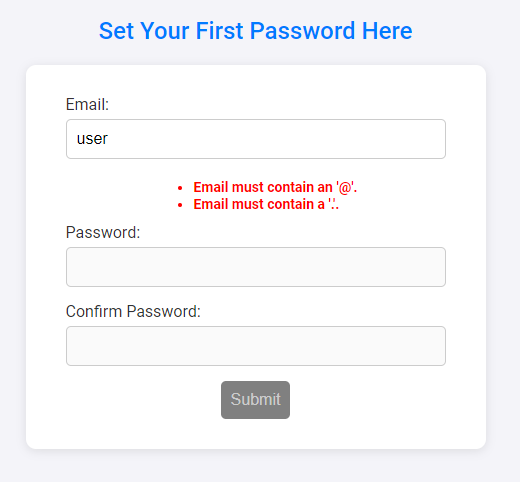 Set Your First Password Here
Email:
user
• Email must contain an '@'.
• Email must contain a '.'.
Password:
Confirm Password:
Submit